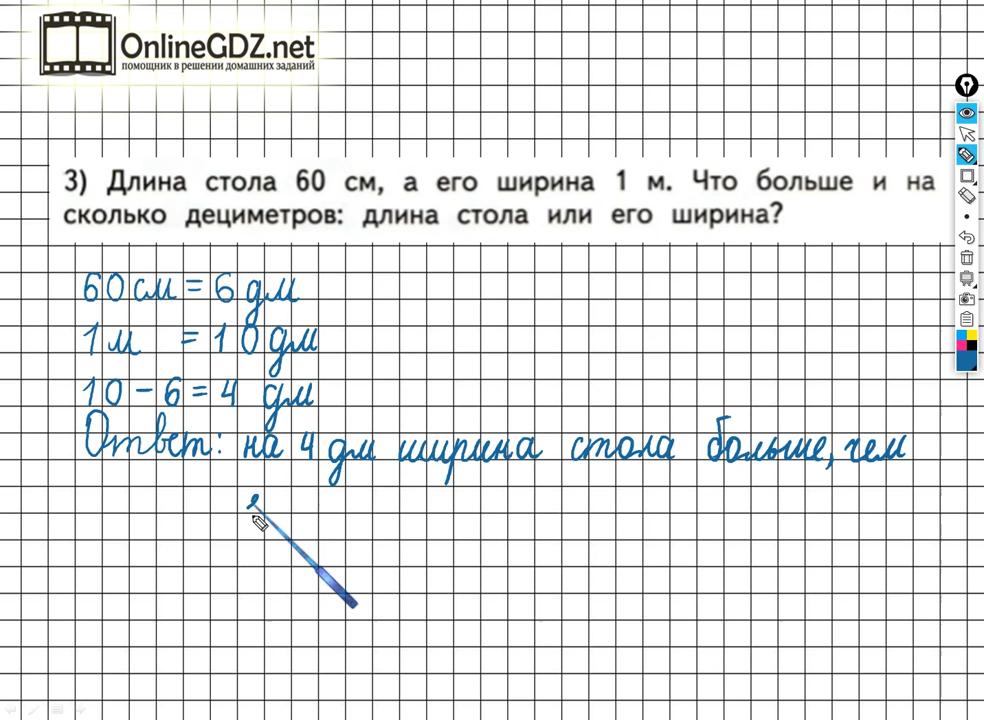 OnlineGDZ.net
помощник в решении домашних заданий
3) Длина стола 60 см, а его ширина 1 м. Что больше и на
сколько дециметров: длина стола или его ширина?
60 см = 6 дм
1 м = 10 дм
10 - 6 = 4 дм
Ответ: на 4 дм ширина стола больше, чем